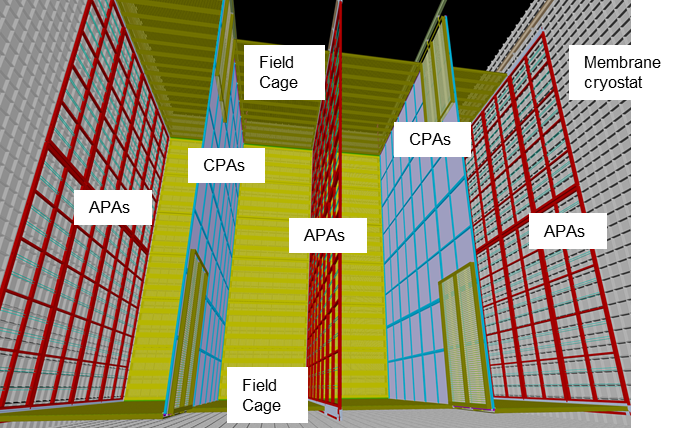 Field
Cage
Membrane
cryostat
CPAs
CPAs
APAs
APAs
APAs
Field
Cage